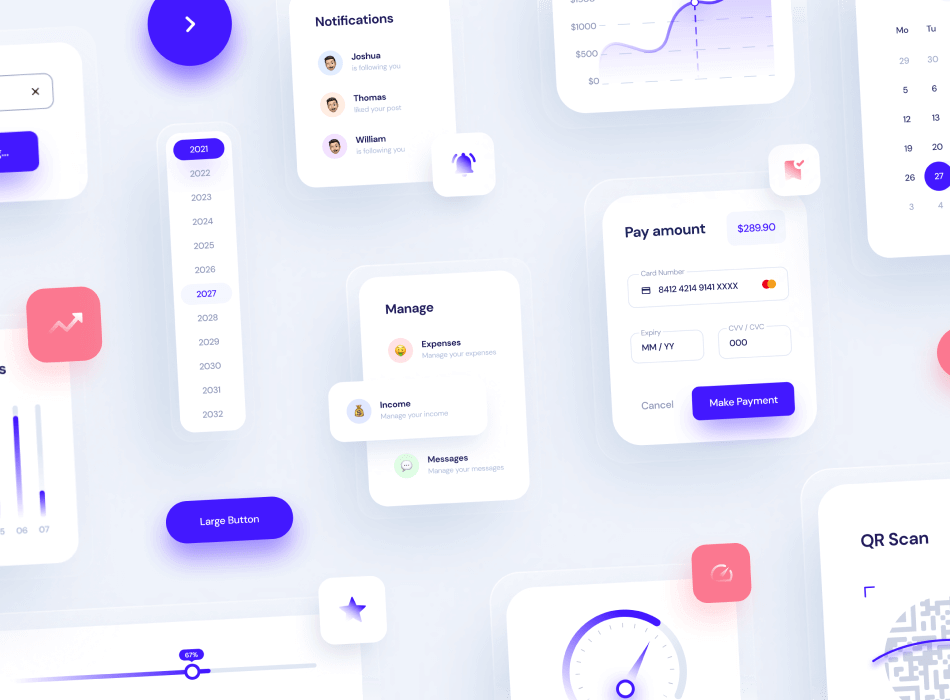 Notifications
Joshua
is following you
Thomas
liked your post
William
is following you
$1000
$500
$0
Mo Tu
29 30
5 6
12 13
19 20
26 27
3 4
2021
2022
2023
2024
2025
2026
2027
2028
2029
2030
2031
2032
Pay amount
$289.90
Card Number
8412 4214 9141 XXXX
Expiry
MM / YY
CVV / CVC
000
Cancel
Make Payment
Manage
Expenses
Manage your expenses
Income
Manage your income
Messages
Manage your messages
s
06 07
Large Button
67%
QR Scan